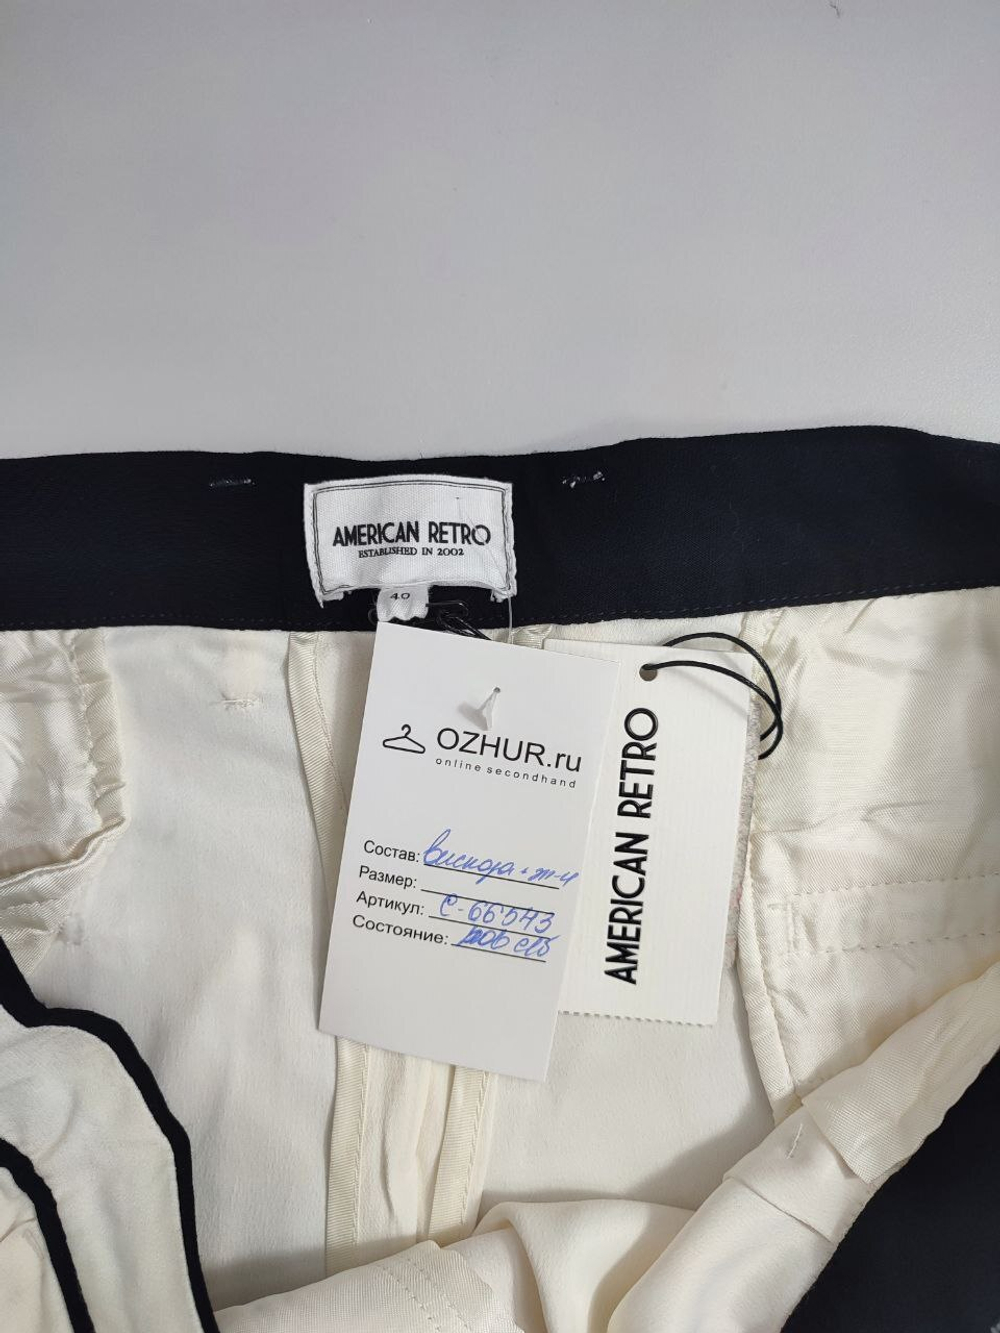 AMERICAN RETRO
ESTABLISHED IN 2002
40
OZHUR.ru
online secondhand
Состав: вискоза + эл-н
Размер:
Артикул: С-66543
Состояние: нов с/б
AMERICAN RETRO